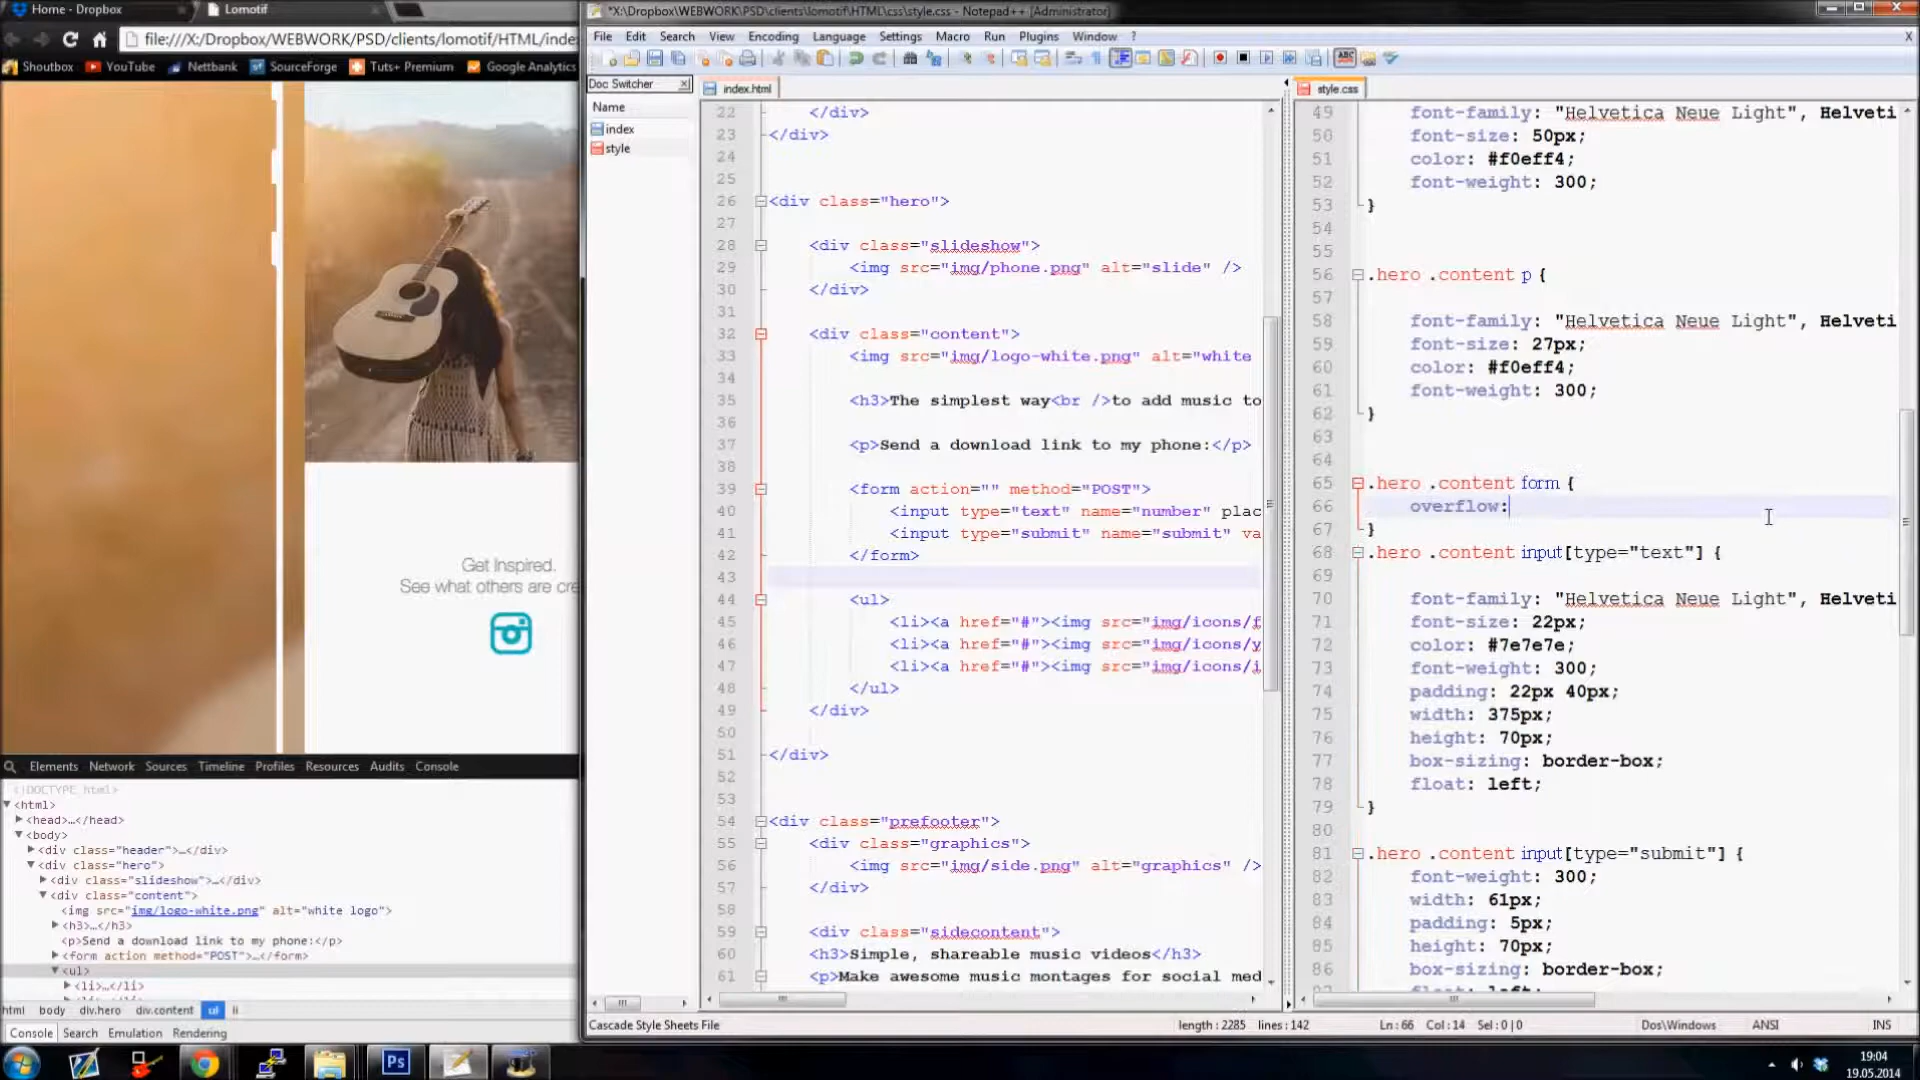 Home - Dropbox
Lomotif
file:///X:/Dropbox/WEBWORK/PSD/clients/lomotif/HTML/inde
Shoutbox
YouTube
Nettbank
SourceForge
Tuts+ Premium
Google Analytics
Get Inspired.
See what others are cre
Elements Network Sources Timeline Profiles Resources Audits Console
<!DOCTYPE html>
<html>
<head>…</head>
<body>
<div class="header">…</div>
<div class="hero">
<div class="slideshow">…</div>
<div class="content">
<img src="img/logo-white.png" alt="white logo">
<h3>…</h3>
<p>Send a download link to my phone:</p>
<form action method="POST">…</form>
<ul>
<li>…</li>
html body div.hero div.content ul li
Console Search Emulation Rendering
*X:\Dropbox\WEBWORK\PSD\clients\lomotif\HTML\css\style.css - Notepad++ [Administrator]
File Edit Search View Encoding Language Settings Macro Run Plugins Window ?
X
Doc Switcher
Name
index
style
index.html
22 </div>
23 </div>
24
25
26 <div class="hero">
27
28 <div class="slideshow">
29 <img src="img/phone.png" alt="slide" />
30 </div>
31
32 <div class="content">
33 <img src="img/logo-white.png" alt="white
34
35 <h3>The simplest way<br />to add music to
36
37 <p>Send a download link to my phone:</p>
38
39 <form action="" method="POST">
40 <input type="text" name="number" plac
41 <input type="submit" name="submit" va
42 </form>
43
44 <ul>
45 <li><a href="#"><img src="img/icons/f
46 <li><a href="#"><img src="img/icons/y
47 <li><a href="#"><img src="img/icons/i
48 </ul>
49 </div>
50
51 </div>
52
53
54 <div class="prefooter">
55 <div class="graphics">
56 <img src="img/side.png" alt="graphics" />
57 </div>
58
59 <div class="sidecontent">
60 <h3>Simple, shareable music videos</h3>
61 <p>Make awesome music montages for social med
style.css
49 font-family: "Helvetica Neue Light", Helveti
50 font-size: 50px;
51 color: #f0eff4;
52 font-weight: 300;
53 }
54
55
56 .hero .content p {
57
58 font-family: "Helvetica Neue Light", Helveti
59 font-size: 27px;
60 color: #f0eff4;
61 font-weight: 300;
62 }
63
64
65 .hero .content form {
66 overflow:
67 }
68 .hero .content input[type="text"] {
69
70 font-family: "Helvetica Neue Light", Helveti
71 font-size: 22px;
72 color: #7e7e7e;
73 font-weight: 300;
74 padding: 22px 40px;
75 width: 375px;
76 height: 70px;
77 box-sizing: border-box;
78 float: left;
79 }
80
81 .hero .content input[type="submit"] {
82 font-weight: 300;
83 width: 61px;
84 padding: 5px;
85 height: 70px;
86 box-sizing: border-box;
Cascade Style Sheets File
length : 2285 lines : 142
Ln : 66 Col : 14 Sel : 0 | 0
Dos\Windows
ANSI
INS
Ps
19:04
19.05.2014